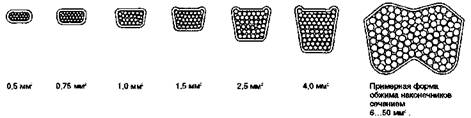 0,5 мм²
0,75 мм²
1,0 мм²
1,5 мм²
2,5 мм²
4,0 мм²
Примерная форма
обжима наконечников
сечением
6...50 мм².